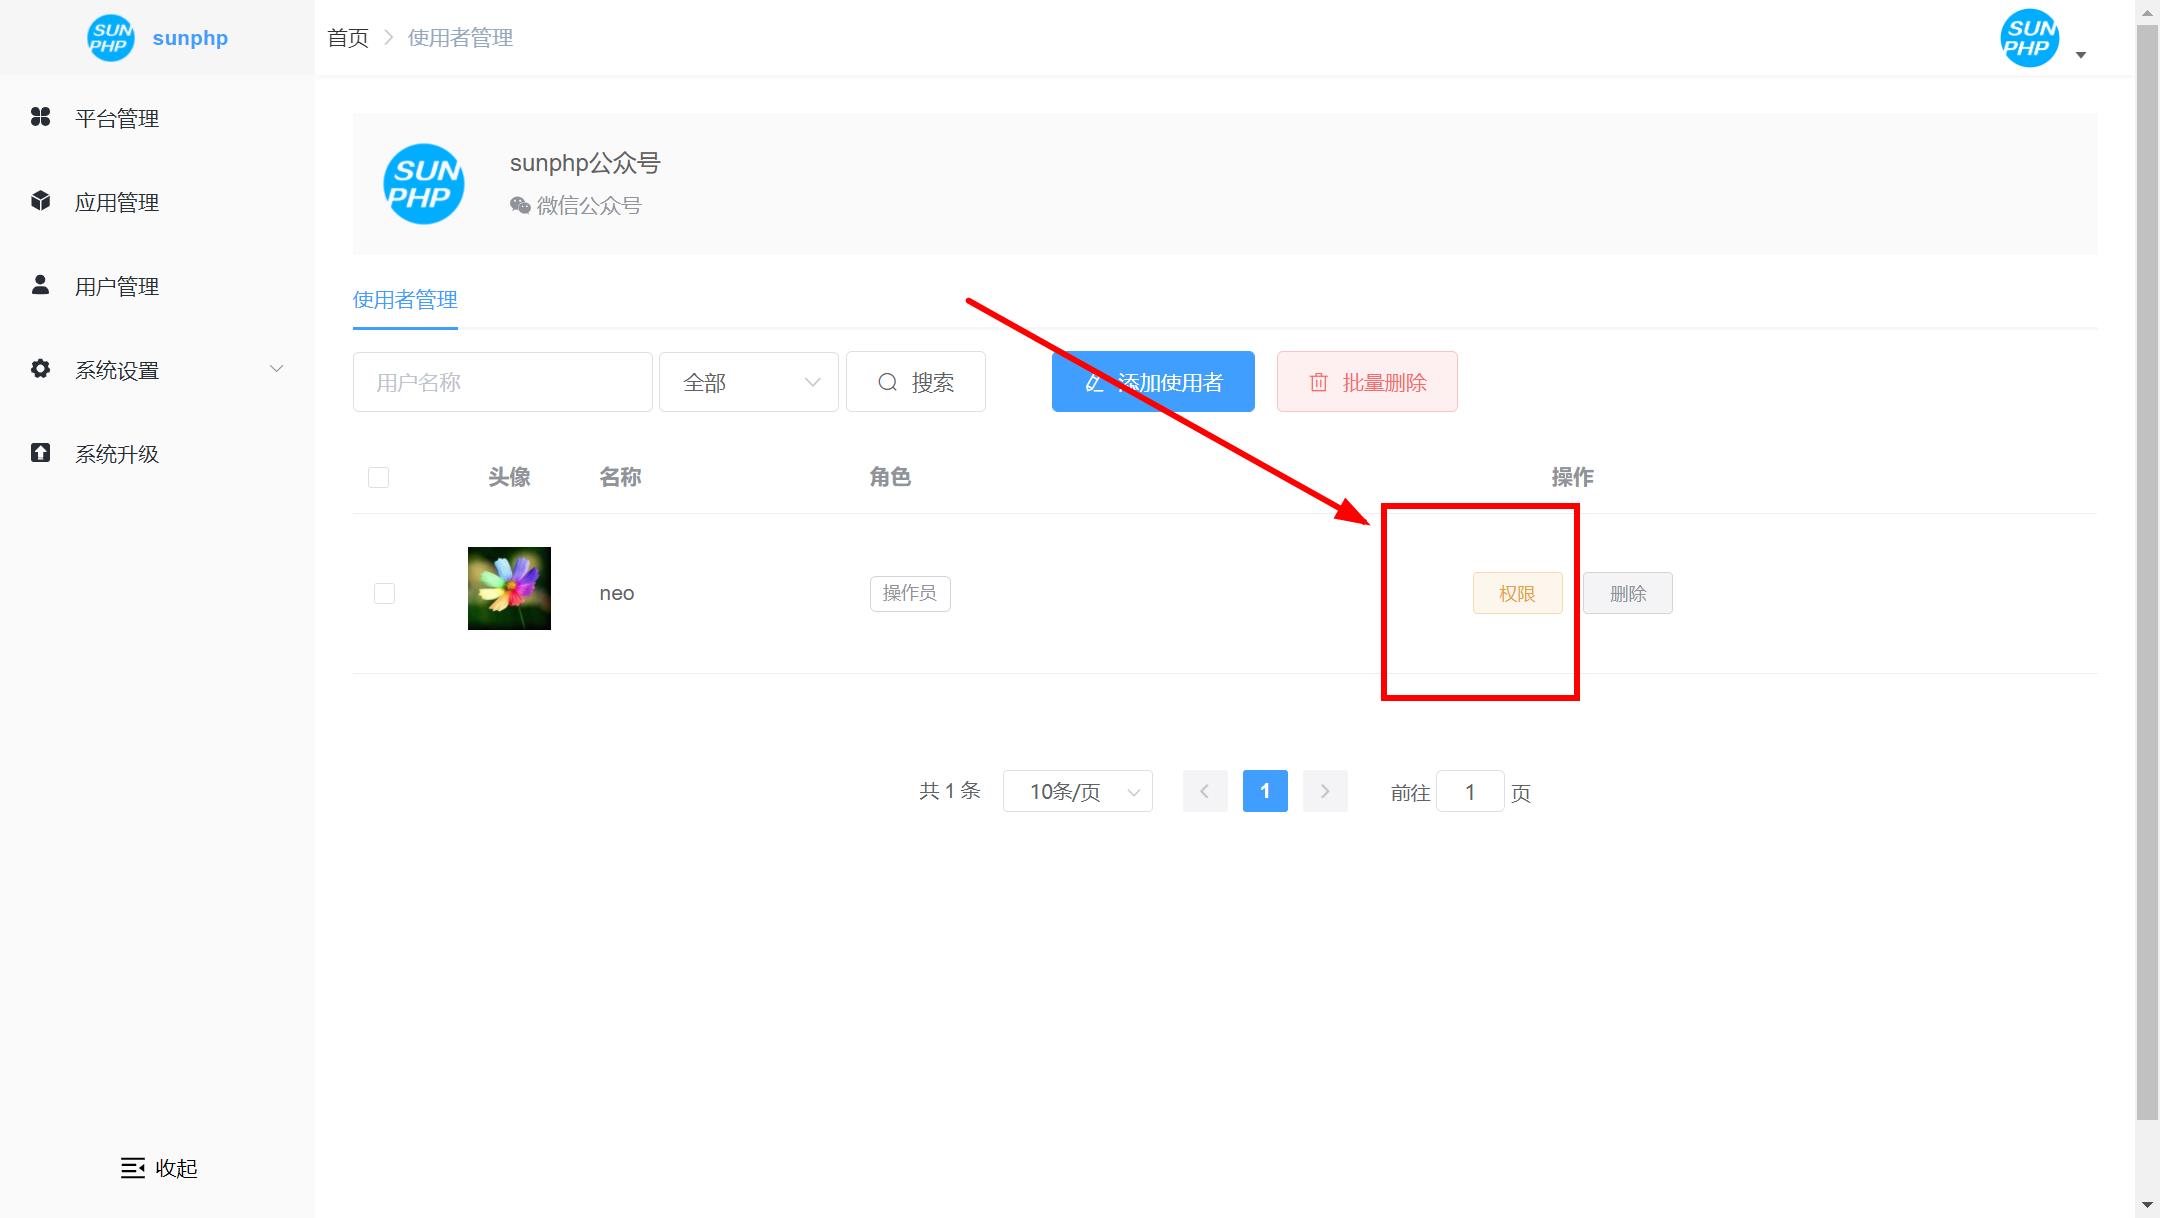 SUN PHP sunphp
首页 > 使用者管理
SUN PHP
平台管理
应用管理
用户管理
系统设置
系统升级
收起
SUN PHP
sunphp公众号
微信公众号
使用者管理
用户名称 全部 搜索 添加使用者 批量删除
头像 名称 角色 操作
neo 操作员 权限 删除
共 1 条 10条/页 1 前往 1 页